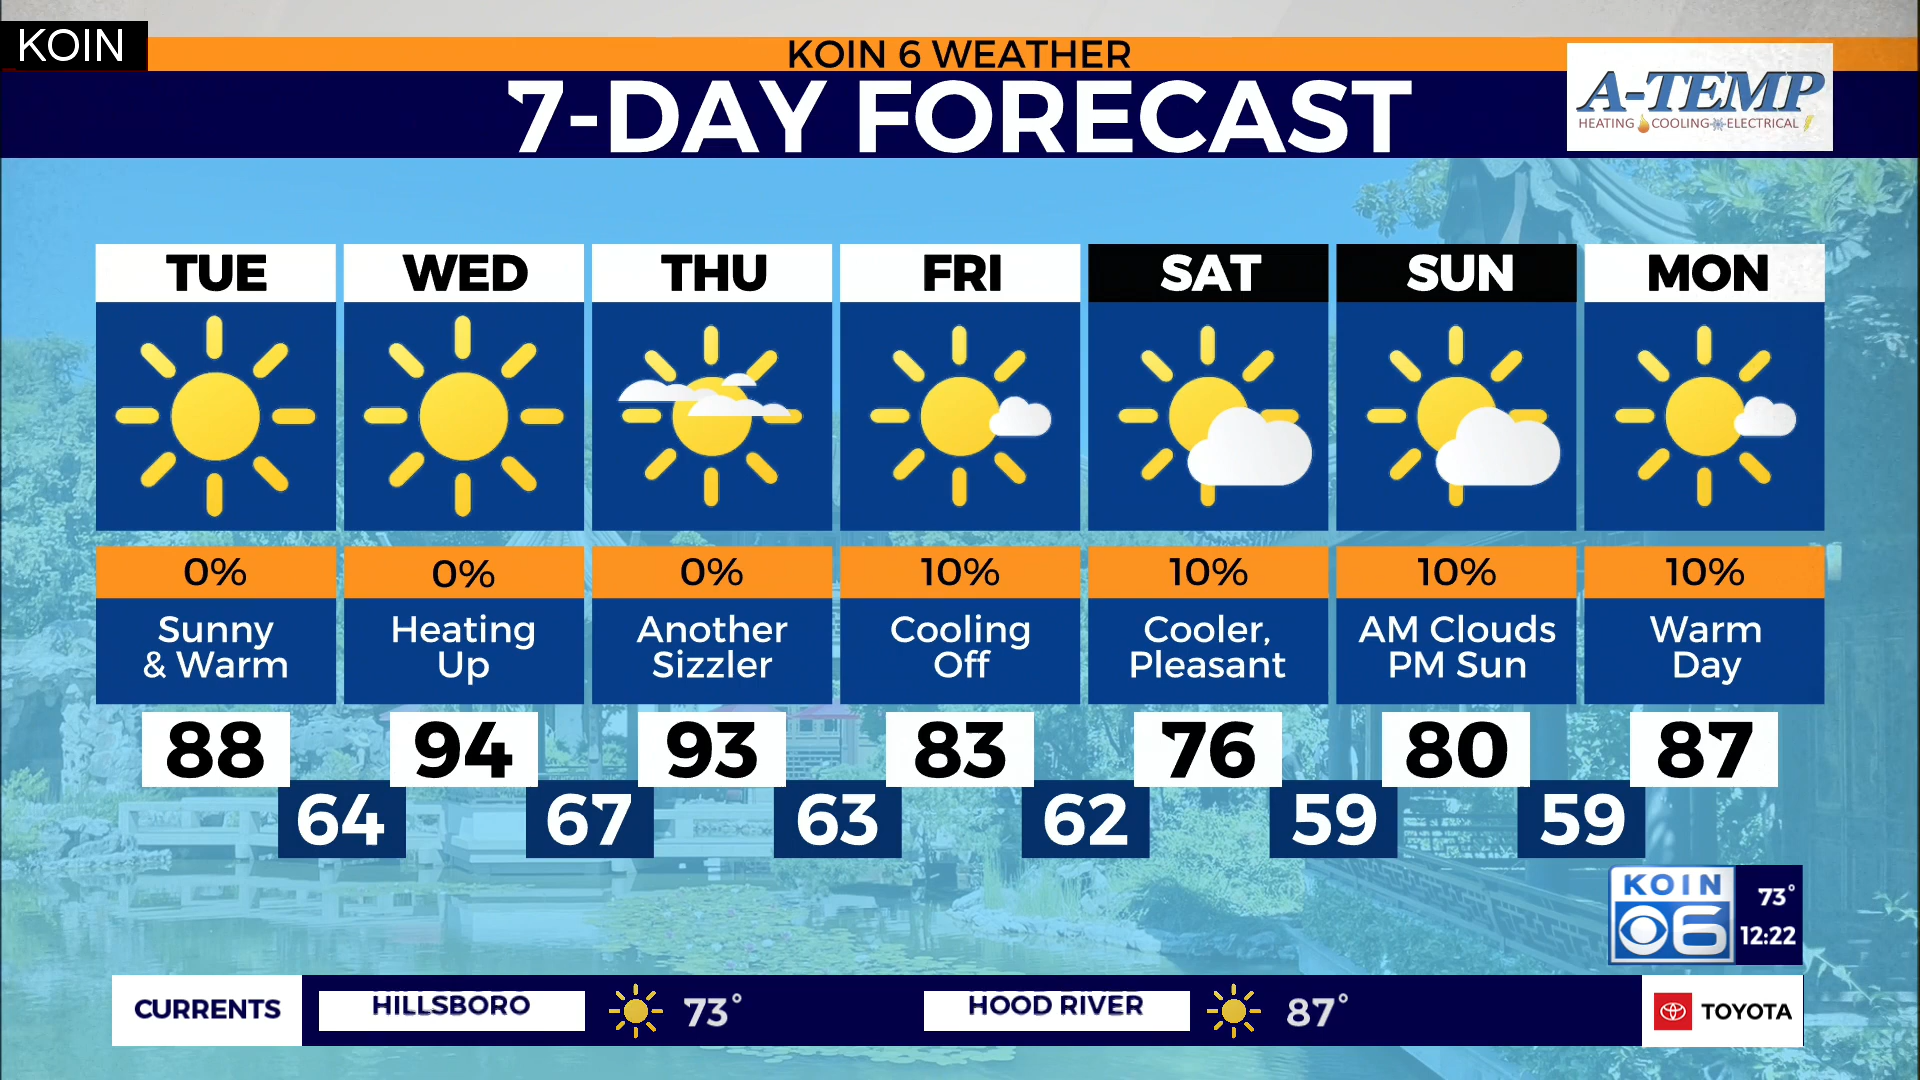 KOIN
KOIN 6 WEATHER
7-DAY FORECAST
A-TEMP
HEATING COOLING ELECTRICAL
TUE WED THU FRI SAT SUN MON
0% 0% 0% 10% 10% 10% 10%
Sunny
& Warm
Heating
Up
Another
Sizzler
Cooling
Off
Cooler,
Pleasant
AM Clouds
PM Sun
Warm
Day
88 94 93 83 76 80 87
64 67 63 62 59 59
KOIN
6
73°
12:22
CURRENTS HILLSBORO 73° HOOD RIVER 87° TOYOTA